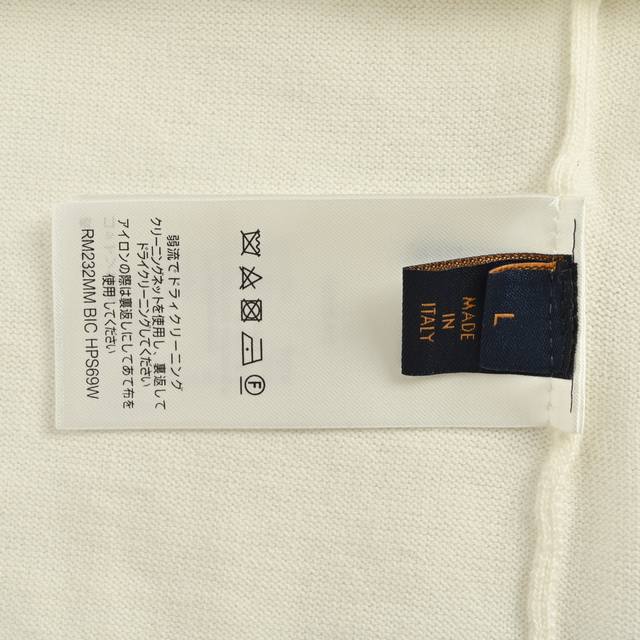 弱流でドライクリーニング
クリーニングネットを使用し、裏返して
ドライクリーニングしてください
アイロンの際は裏返しにしてあて布を
使用してください
RM232MM BIC HPS69W
F
MADE
IN
ITALY
L